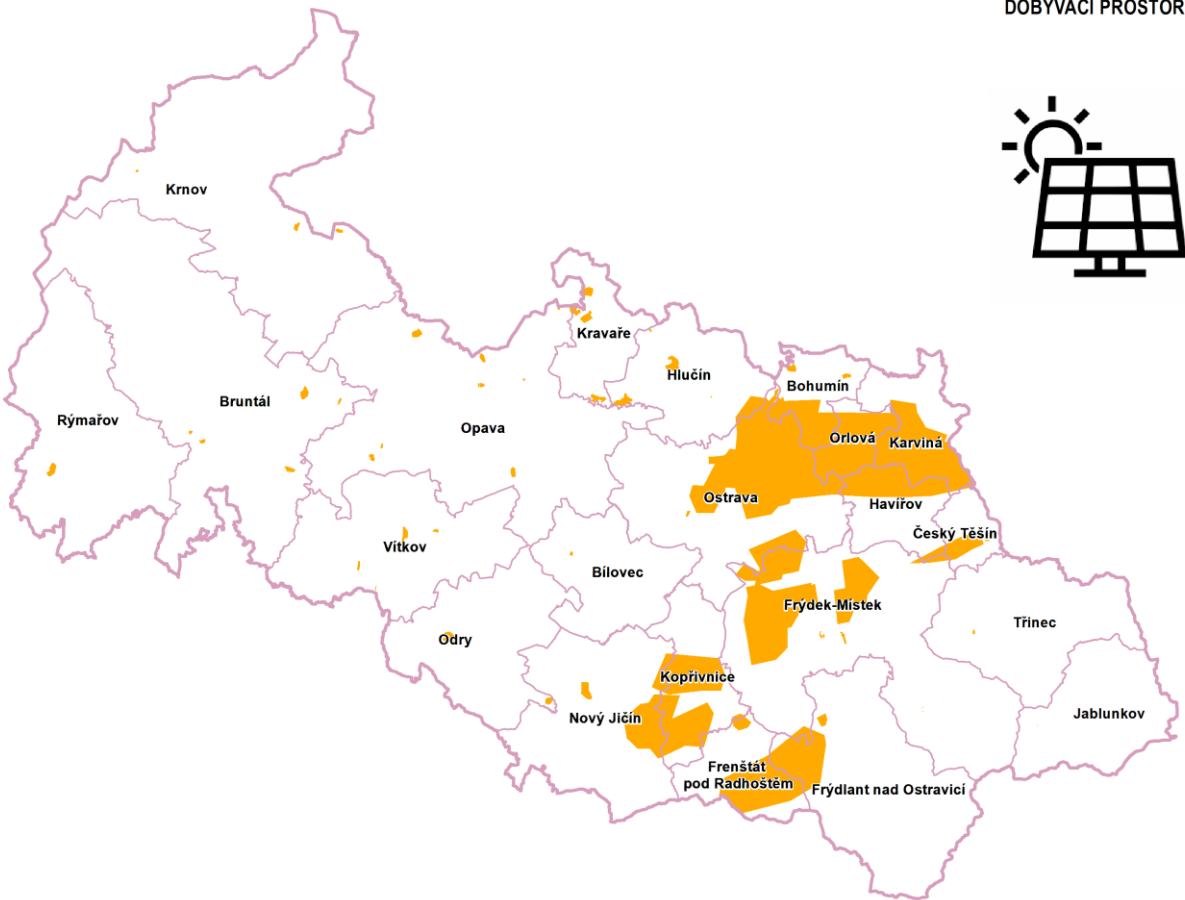 DOBÝVACÍ PROSTOR
Krnov
Kravaře
Hlučín
Bohumín
Bruntál
Rýmařov
Opava
Orlová
Karviná
Ostrava
Havířov
Český Těšín
Vítkov
Bílovec
Frýdek-Místek
Třinec
Odry
Kopřivnice
Nový Jičín
Jablunkov
Frenštát
pod Radhoštěm
Frýdlant nad Ostravicí